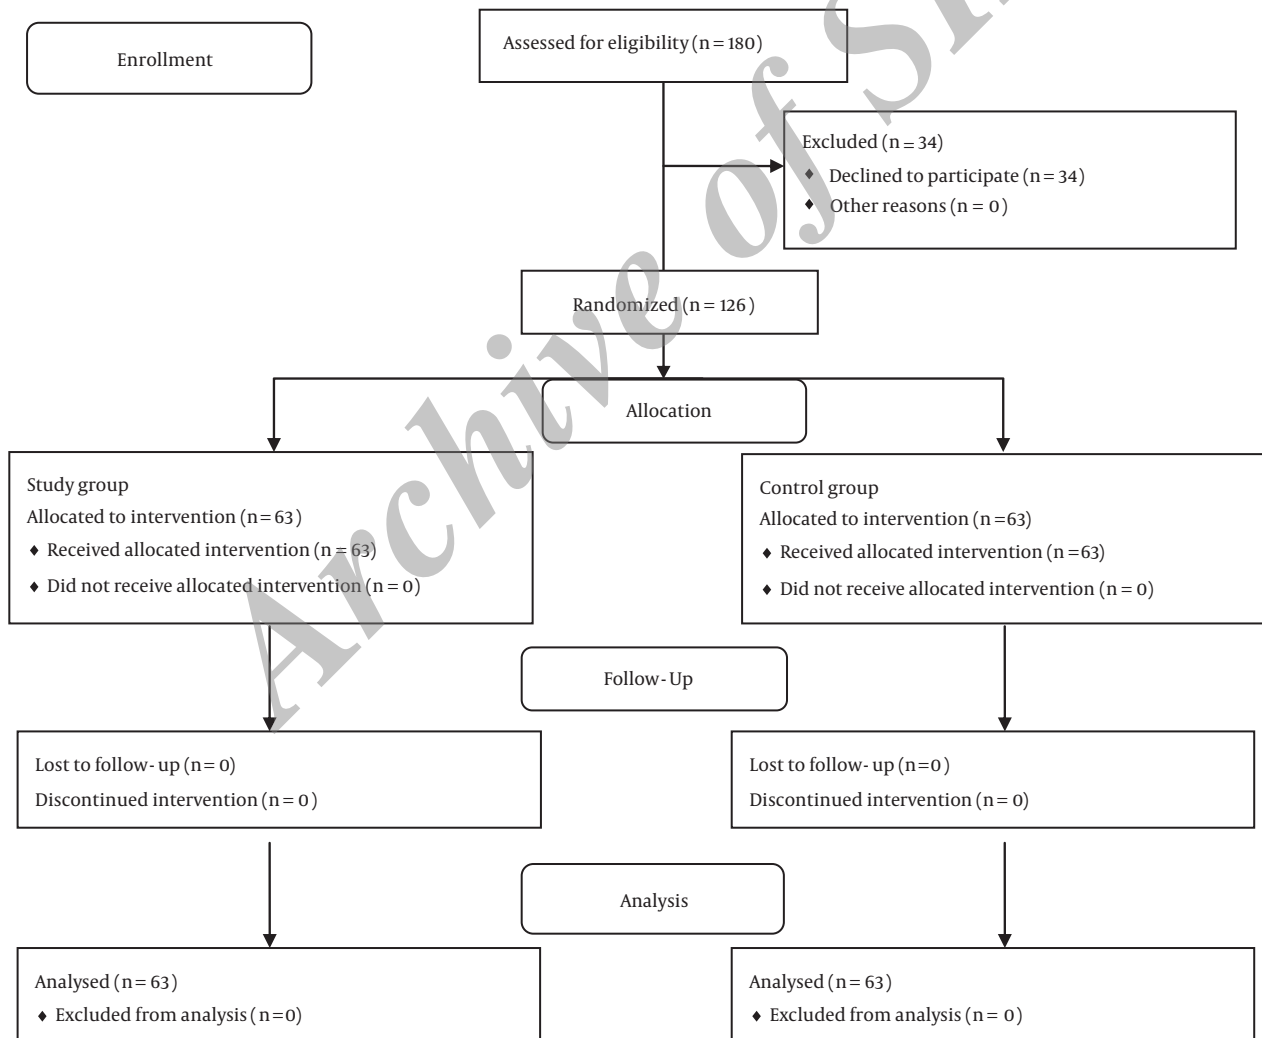 Enrollment
Assessed for eligibility (n = 180)
Excluded (n = 34)
♦ Declined to participate (n = 34)
♦ Other reasons (n = 0)
Randomized (n = 126)
Allocation
Study group
Allocated to intervention (n = 63)
♦ Received allocated intervention (n = 63)
♦ Did not receive allocated intervention (n = 0)
Control group
Allocated to intervention (n =63)
♦ Received allocated intervention (n =63)
♦ Did not receive allocated intervention (n = 0)
Follow-Up
Lost to follow-up (n = 0)
Discontinued intervention (n = 0)
Lost to follow-up (n =0)
Discontinued intervention (n = 0)
Analysis
Analysed (n = 63)
♦ Excluded from analysis (n =0)
Analysed (n = 63)
♦ Excluded from analysis (n = 0)
Archive of